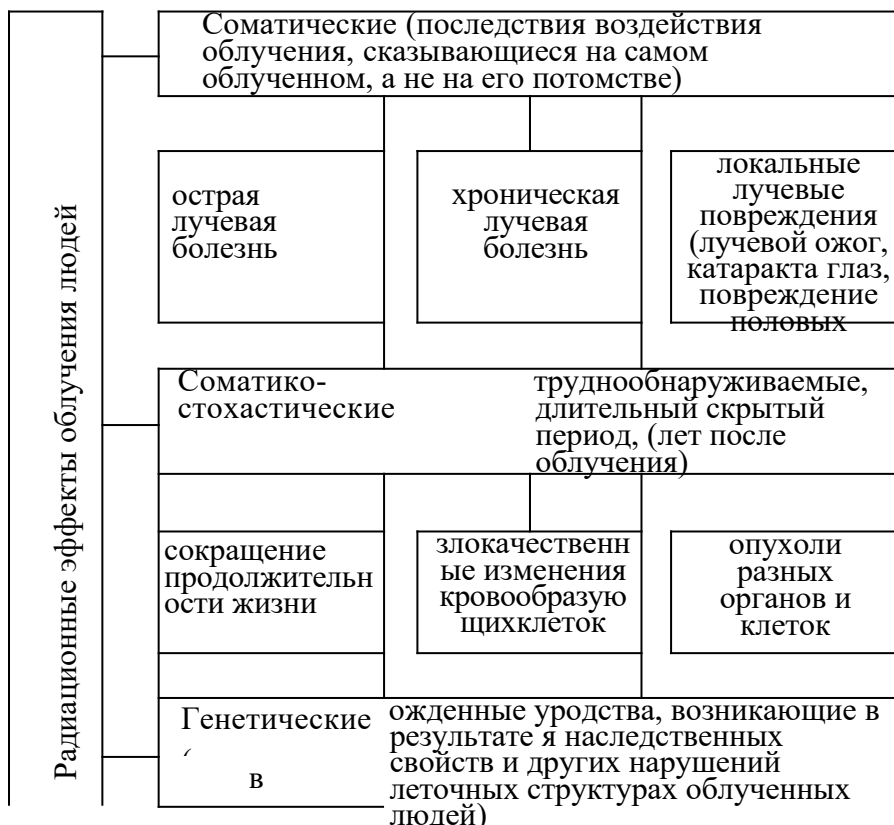 Радиационные эффекты облучения людей
Соматические (последствия воздействия
облучения, сказывающиеся на самом
облученном, а не на его потомстве)
острая
лучевая
болезнь
хроническая
лучевая
болезнь
локальные
лучевые
повреждения
(лучевой ожог,
катаракта глаз,
повреждение
половых
Соматико-
стохастические
труднообнаруживаемые,
длительный скрытый
период, (лет после
облучения)
сокращение
продолжительн
ости жизни
злокачественн
ые изменения
кровообразую
щихклеток
опухоли
разных
органов и
клеток
Генетические
(
в
ожденные уродства, возникающие в
результате я наследственных
свойств и других нарушений
леточных структурах облученных
людей)